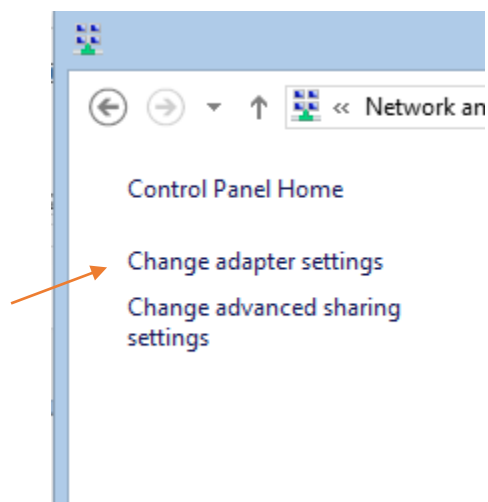 « Network an
Control Panel Home
Change adapter settings
Change advanced sharing
settings